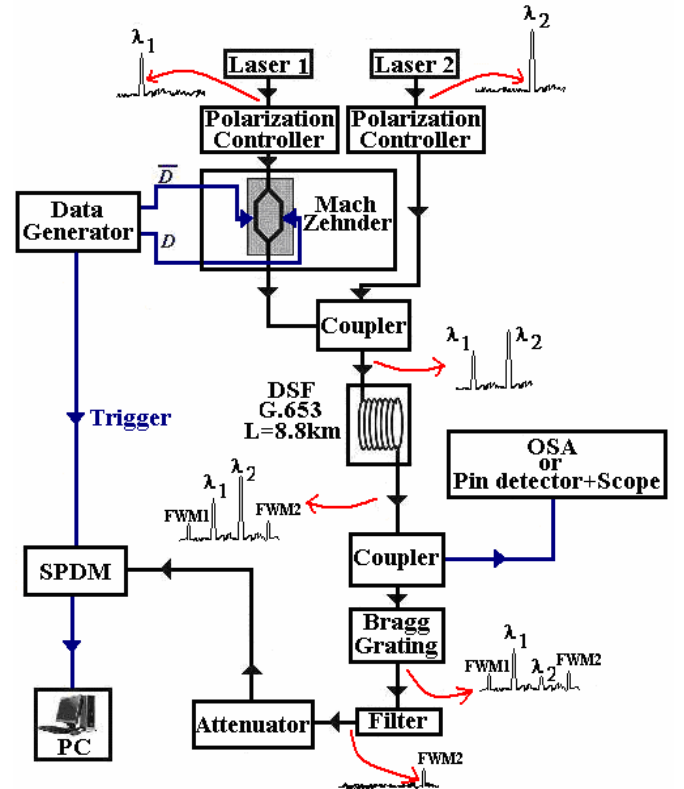 λ1
Laser 1
Laser 2
λ2
Polarization
Controller
Polarization
Controller
D̅
Data
Generator
D
Mach
Zehnder
Coupler
λ1
λ2
DSF
G.653
L=8.8km
Trigger
OSA
or
Pin detector+Scope
FWM1
λ1
λ2
FWM2
Coupler
SPDM
Bragg
Grating
FWM1
λ1
λ2
FWM2
PC
Attenuator
Filter
FWM2